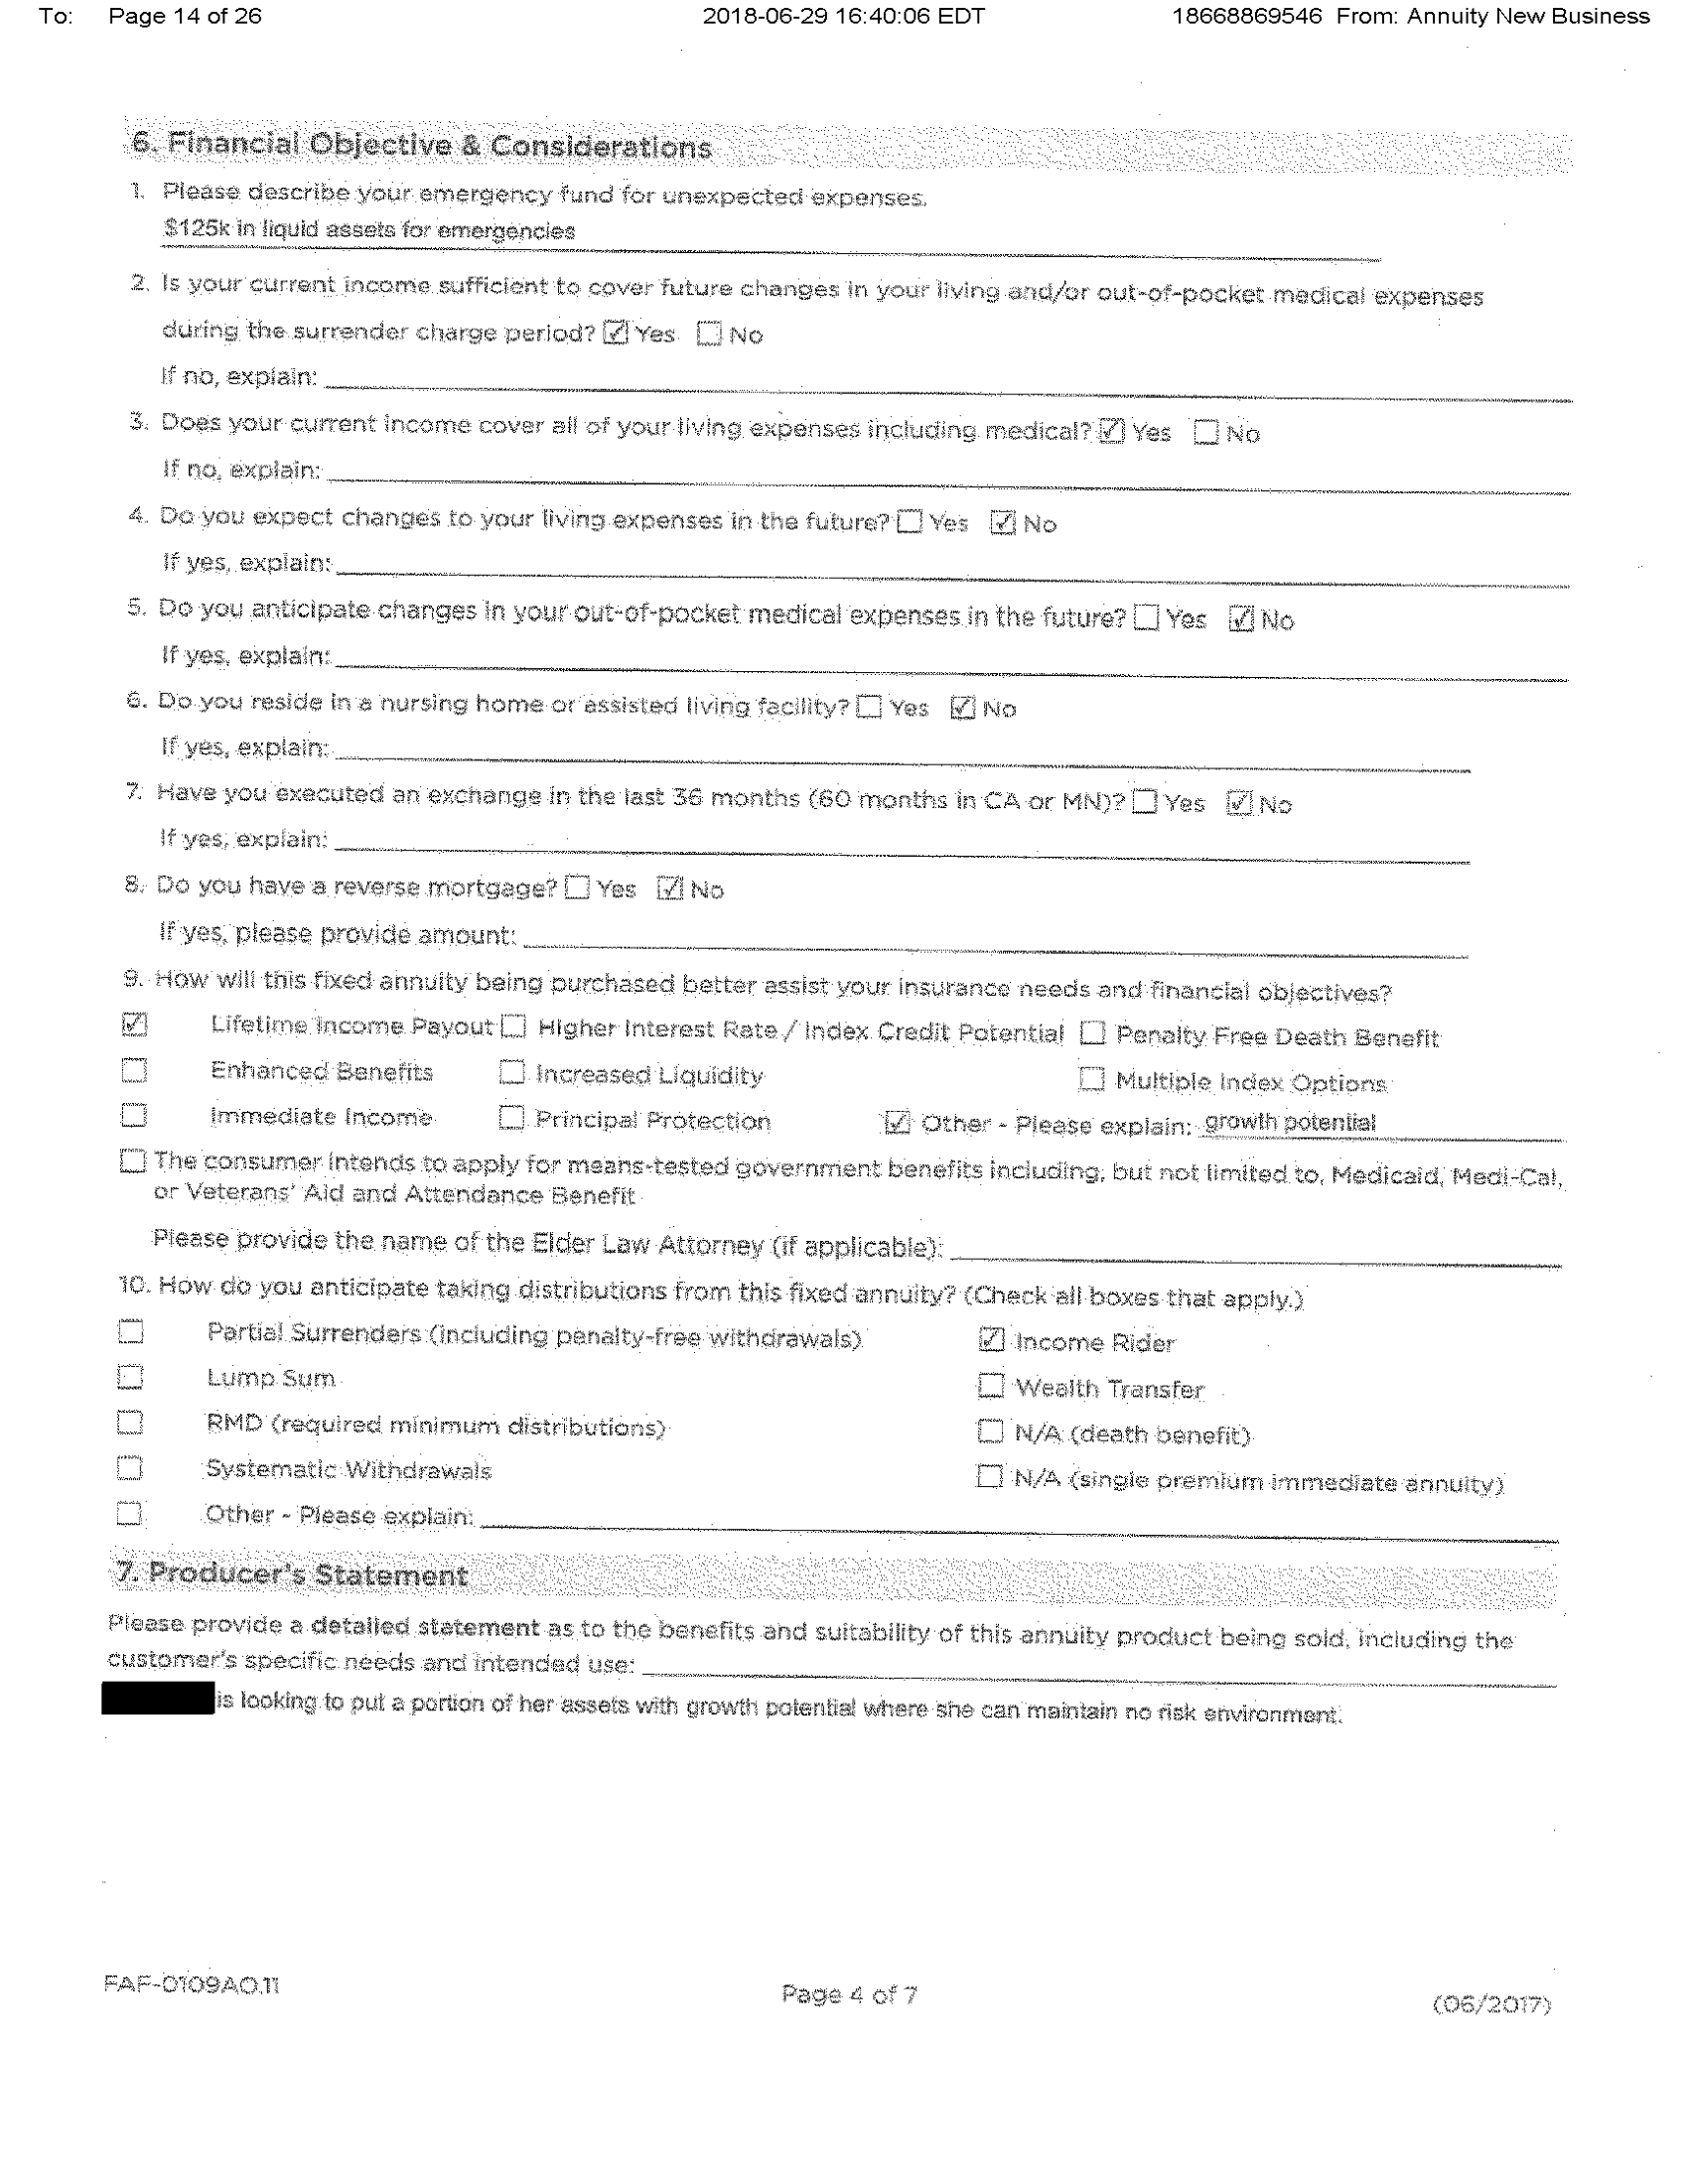 To: Page 14 of 26 2018-06-29 16:40:06 EDT 18668869546 From: Annuity New Business
6. Financial Objective & Considerations
1. Please describe your emergency fund for unexpected expenses.
$125k in liquid assets for emergencies
2. Is your current income sufficient to cover future changes in your living and/or out-of-pocket medical expenses
during the surrender charge period? ☑ Yes ☐ No
If no, explain:
3. Does your current income cover all of your living expenses including medical? ☑ Yes ☐ No
If no, explain:
4. Do you expect changes to your living expenses in the future? ☐ Yes ☑ No
If yes, explain:
5. Do you anticipate changes in your out-of-pocket medical expenses in the future? ☐ Yes ☑ No
If yes, explain:
6. Do you reside in a nursing home or assisted living facility? ☐ Yes ☑ No
If yes, explain:
7. Have you executed an exchange in the last 36 months (60 months in CA or MN)? ☐ Yes ☑ No
If yes, explain:
8. Do you have a reverse mortgage? ☐ Yes ☑ No
If yes, please provide amount:
9. How will this fixed annuity being purchased better assist your insurance needs and financial objectives?
☑ Lifetime Income Payout ☐ Higher Interest Rate / Index Credit Potential ☐ Penalty Free Death Benefit
☐ Enhanced Benefits ☐ Increased Liquidity ☐ Multiple Index Options
☐ Immediate Income ☐ Principal Protection ☑ Other - Please explain: growth potential
☐ The consumer intends to apply for means-tested government benefits including, but not limited to, Medicaid, Medi-Cal,
or Veterans' Aid and Attendance Benefit
Please provide the name of the Elder Law Attorney (if applicable):
10. How do you anticipate taking distributions from this fixed annuity? (Check all boxes that apply.)
☐ Partial Surrenders (including penalty-free withdrawals) ☑ Income Rider
☐ Lump Sum ☐ Wealth Transfer
☐ RMD (required minimum distributions) ☐ N/A (death benefit)
☐ Systematic Withdrawals ☐ N/A (single premium immediate annuity)
☐ Other - Please explain:
7. Producer's Statement
Please provide a detailed statement as to the benefits and suitability of this annuity product being sold, including the
customer's specific needs and intended use:
is looking to put a portion of her assets with growth potential where she can maintain no risk environment.
FAF-0109AO.11 Page 4 of 7 (06/2017)